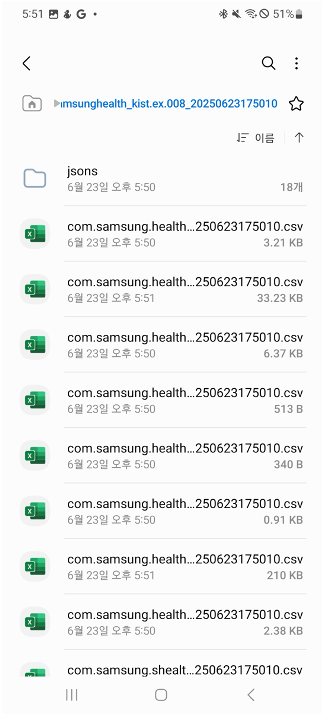 5:51 51%
msunghealth_kist.ex.008_20250623175010
이름
jsons
6월 23일 오후 5:50 18개
com.samsung.health...250623175010.csv
6월 23일 오후 5:50 3.21 KB
com.samsung.health...250623175010.csv
6월 23일 오후 5:51 33.23 KB
com.samsung.health...250623175010.csv
6월 23일 오후 5:50 6.37 KB
com.samsung.health...250623175010.csv
6월 23일 오후 5:50 513 B
com.samsung.health...250623175010.csv
6월 23일 오후 5:50 340 B
com.samsung.health...250623175010.csv
6월 23일 오후 5:50 0.91 KB
com.samsung.health...250623175010.csv
6월 23일 오후 5:51 210 KB
com.samsung.health...250623175010.csv
6월 23일 오후 5:50 2.38 KB
com.samsung.shealt...250623175010.csv